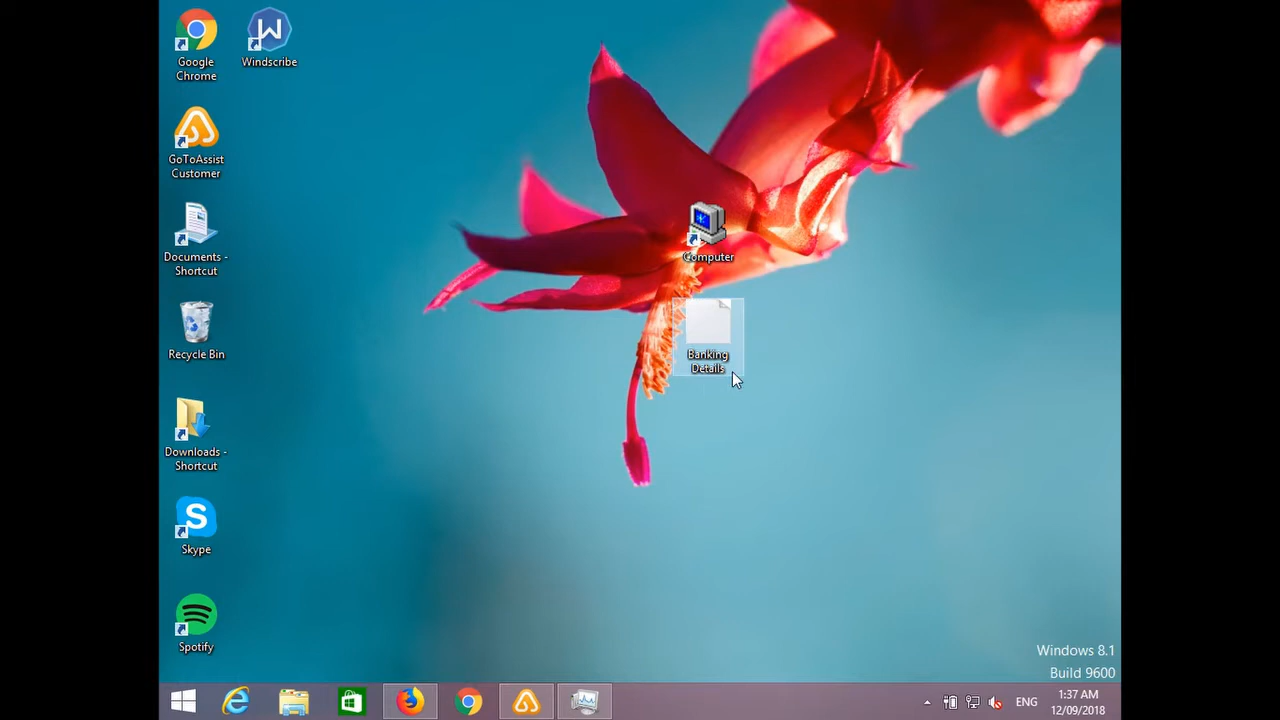 Google
Chrome
Windscribe
GoToAssist
Customer
Documents -
Shortcut
Recycle Bin
Downloads -
Shortcut
Skype
Spotify
Computer
Banking
Details
Windows 8.1
Build 9600
ENG
1:37 AM
12/09/2018